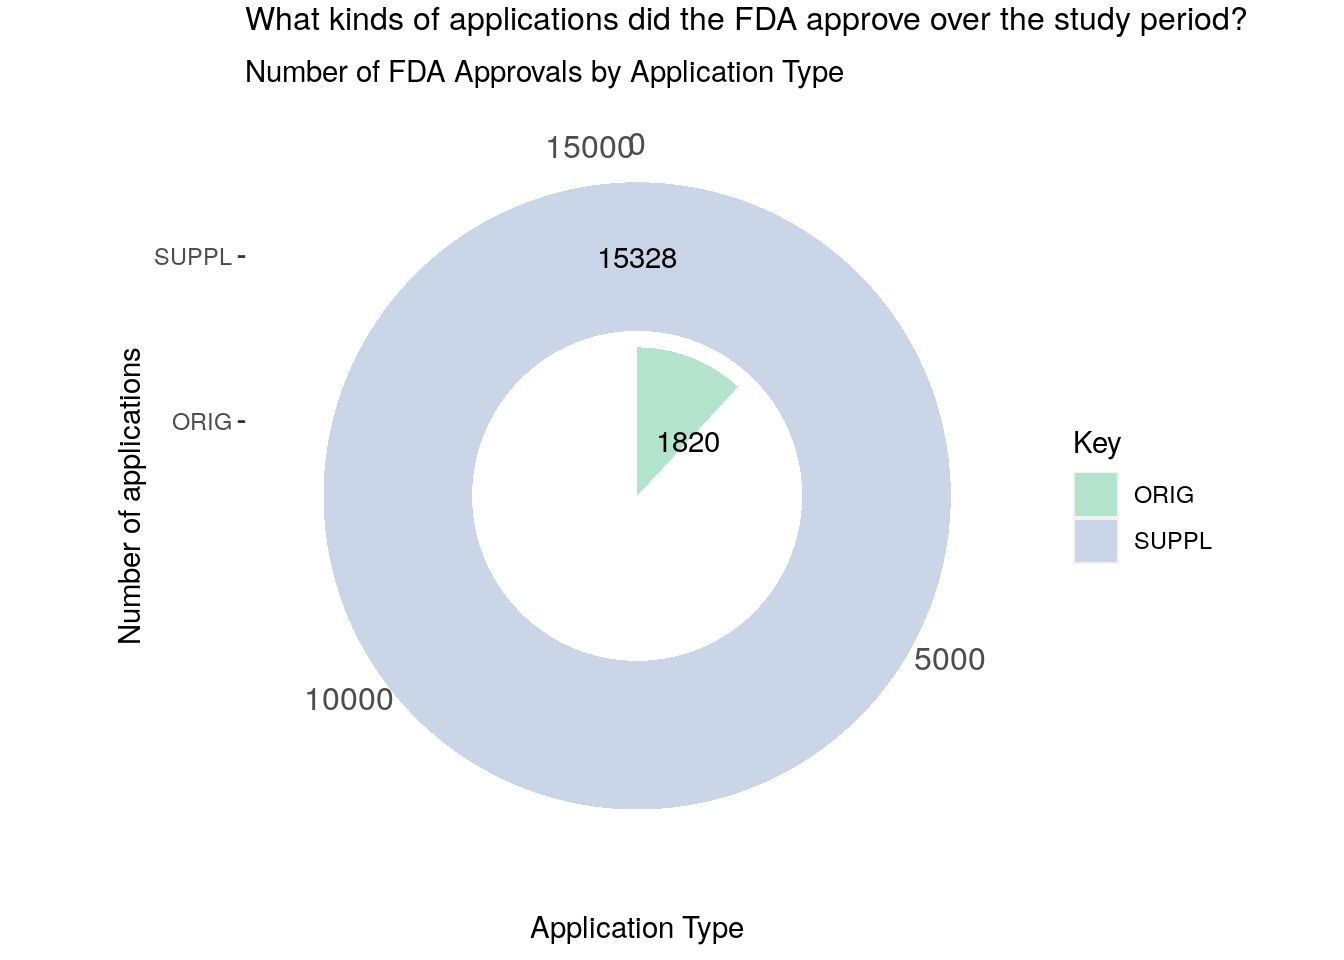 What kinds of applications did the FDA approve over the study period?
Number of FDA Approvals by Application Type
15000
0
SUPPL
15328
Number of applications
ORIG
1820
Key
ORIG
SUPPL
5000
10000
Application Type